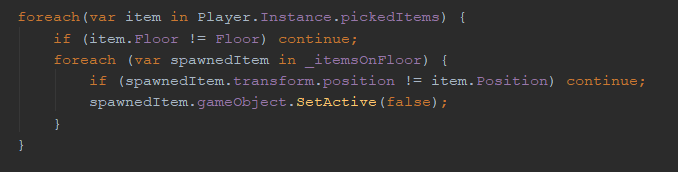 foreach(var item in Player.Instance.pickedItems) {
    if (item.Floor != Floor) continue;
    foreach (var spawnedItem in _itemsOnFloor) {
        if (spawnedItem.transform.position != item.Position) continue;
        spawnedItem.gameObject.SetActive(false);
    }
}